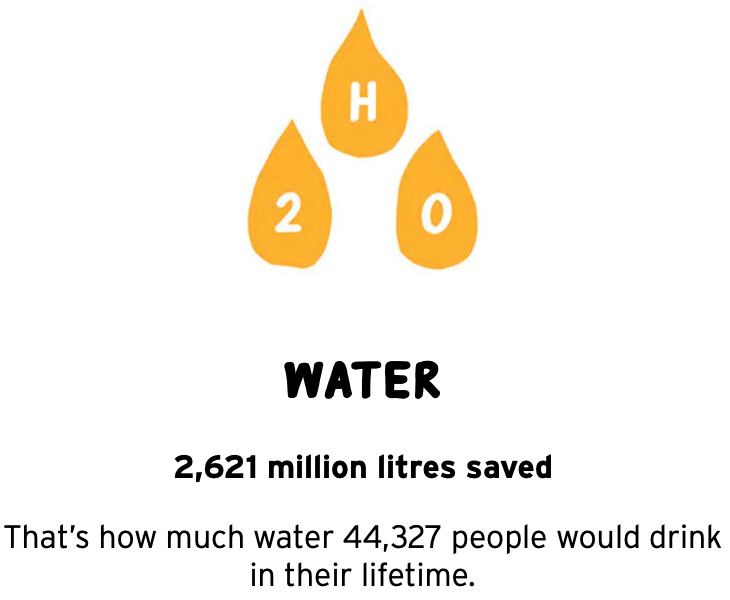 H
2 O
WATER
2,621 million litres saved
That's how much water 44,327 people would drink
in their lifetime.